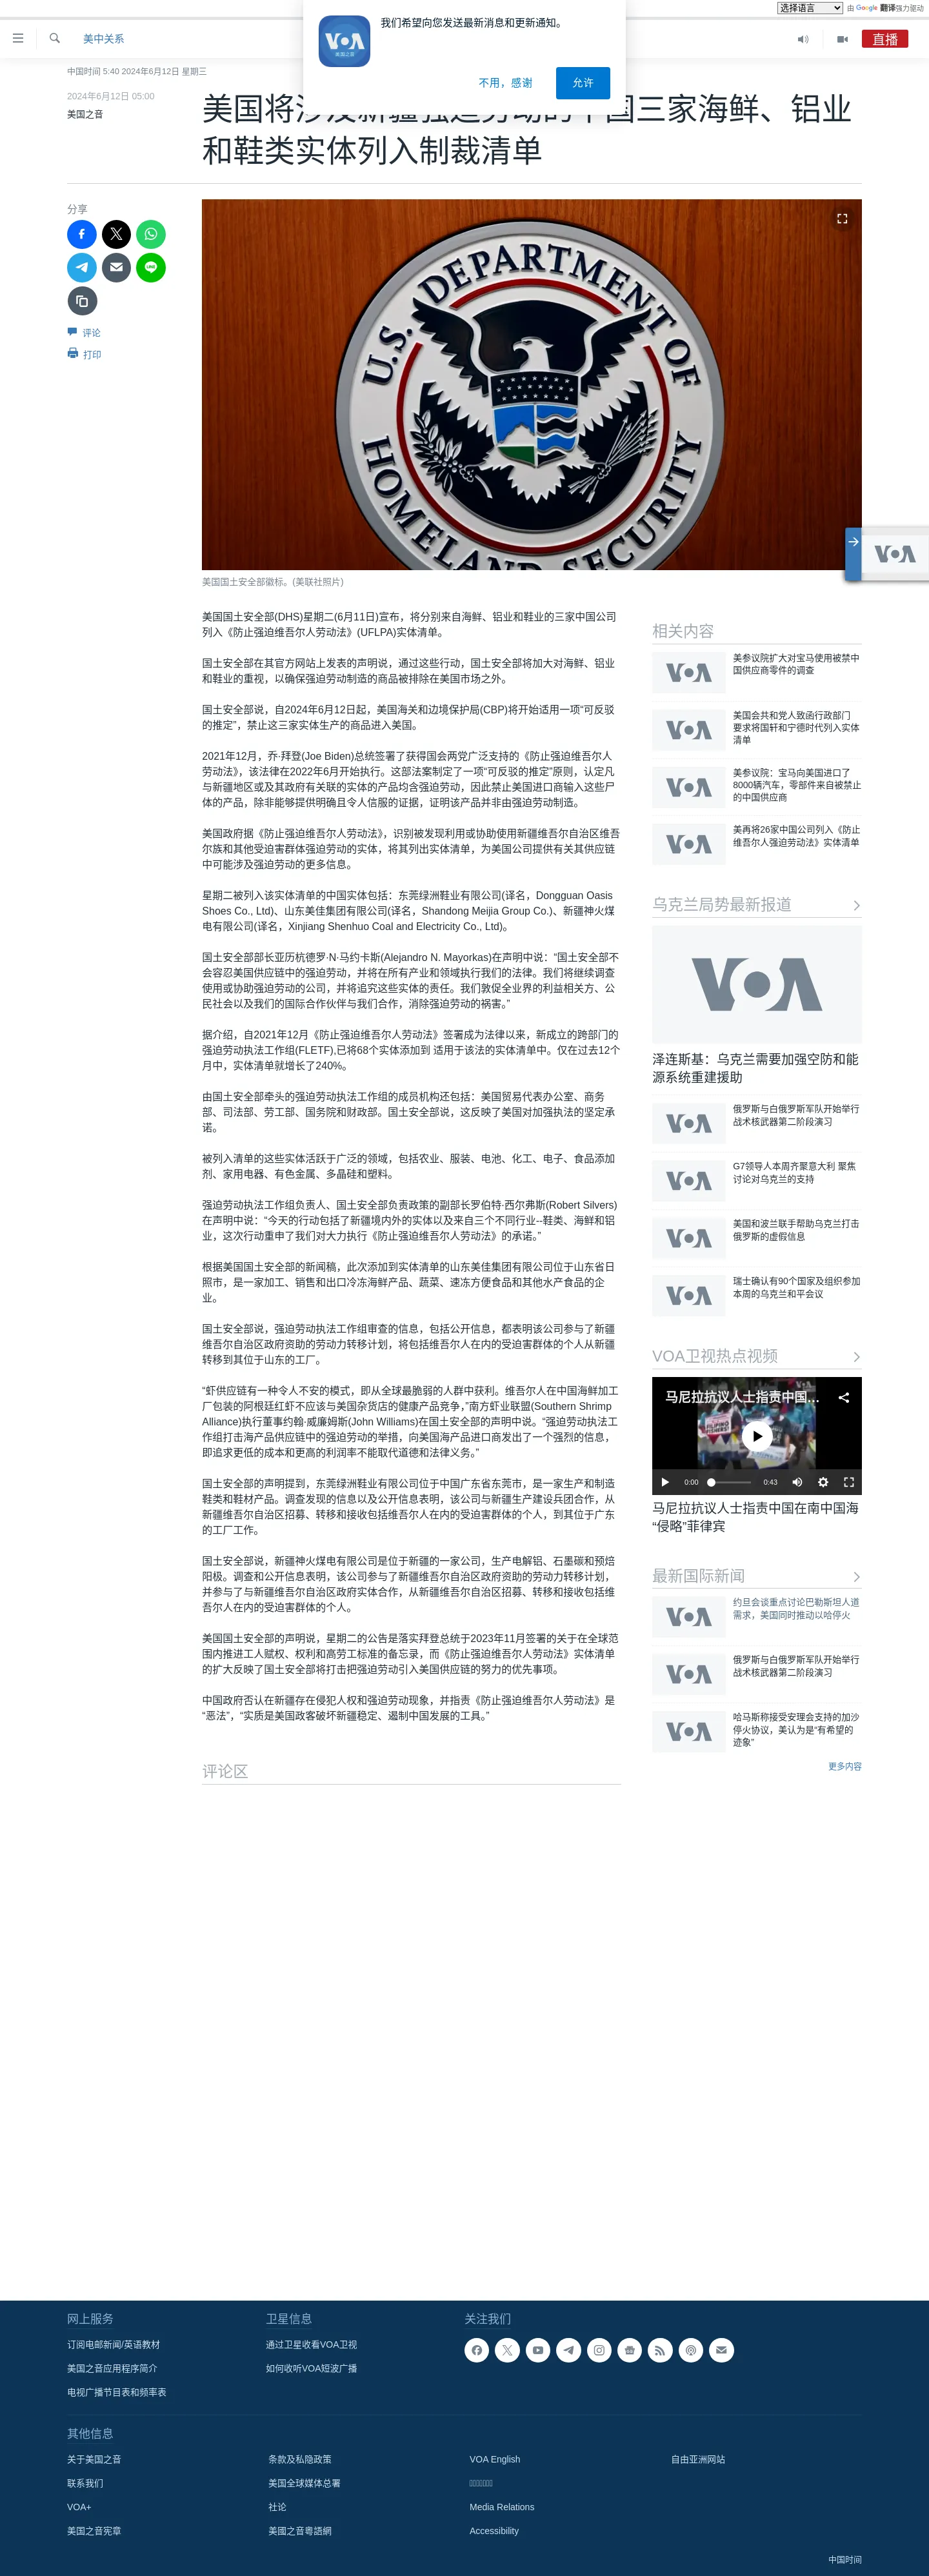 选择语言 由 Google 翻译强力驱动
我们希望向您发送最新消息和更新通知。
不用，感谢
允许
VOA
美国之音
美中关系
直播
中国时间 5:40 2024年6月12日 星期三
2024年6月12日 05:00
美国之音
美国将涉及新疆强迫劳动的中国三家海鲜、铝业
和鞋类实体列入制裁清单
分享
评论
打印
U.S. DEPARTMENT OF
HOMELAND SECURITY
VOA
美国国土安全部徽标。(美联社照片)
美国国土安全部(DHS)星期二(6月11日)宣布，将分别来自海鲜、铝业和鞋业的三家中国公司
列入《防止强迫维吾尔人劳动法》(UFLPA)实体清单。
国土安全部在其官方网站上发表的声明说，通过这些行动，国土安全部将加大对海鲜、铝业
和鞋业的重视，以确保强迫劳动制造的商品被排除在美国市场之外。
国土安全部说，自2024年6月12日起，美国海关和边境保护局(CBP)将开始适用一项“可反驳
的推定”，禁止这三家实体生产的商品进入美国。
2021年12月，乔·拜登(Joe Biden)总统签署了获得国会两党广泛支持的《防止强迫维吾尔人
劳动法》，该法律在2022年6月开始执行。这部法案制定了一项“可反驳的推定”原则，认定凡
与新疆地区或及其政府有关联的实体的产品均含强迫劳动，因此禁止美国进口商输入这些尸
体的产品，除非能够提供明确且令人信服的证据，证明该产品并非由强迫劳动制造。
美国政府据《防止强迫维吾尔人劳动法》，识别被发现利用或协助使用新疆维吾尔自治区维吾
尔族和其他受迫害群体强迫劳动的实体，将其列出实体清单，为美国公司提供有关其供应链
中可能涉及强迫劳动的更多信息。
星期二被列入该实体清单的中国实体包括：东莞绿洲鞋业有限公司(译名，Dongguan Oasis
Shoes Co., Ltd)、山东美佳集团有限公司(译名，Shandong Meijia Group Co.)、新疆神火煤
电有限公司(译名，Xinjiang Shenhuo Coal and Electricity Co., Ltd)。
国土安全部部长亚历杭德罗·N·马约卡斯(Alejandro N. Mayorkas)在声明中说：“国土安全部不
会容忍美国供应链中的强迫劳动，并将在所有产业和领域执行我们的法律。我们将继续调查
使用或协助强迫劳动的公司，并将追究这些实体的责任。我们敦促全业界的利益相关方、公
民社会以及我们的国际合作伙伴与我们合作，消除强迫劳动的祸害。”
据介绍，自2021年12月《防止强迫维吾尔人劳动法》签署成为法律以来，新成立的跨部门的
强迫劳动执法工作组(FLETF),已将68个实体添加到 适用于该法的实体清单中。仅在过去12个
月中，实体清单就增长了240%。
由国土安全部牵头的强迫劳动执法工作组的成员机构还包括：美国贸易代表办公室、商务
部、司法部、劳工部、国务院和财政部。国土安全部说，这反映了美国对加强执法的坚定承
诺。
被列入清单的这些实体活跃于广泛的领域，包括农业、服装、电池、化工、电子、食品添加
剂、家用电器、有色金属、多晶硅和塑料。
强迫劳动执法工作组负责人、国土安全部负责政策的副部长罗伯特·西尔弗斯(Robert Silvers)
在声明中说：“今天的行动包括了新疆境内外的实体以及来自三个不同行业--鞋类、海鲜和铝
业，这次行动重申了我们对大力执行《防止强迫维吾尔人劳动法》的承诺。”
根据美国国土安全部的新闻稿，此次添加到实体清单的山东美佳集团有限公司位于山东省日
照市，是一家加工、销售和出口冷冻海鲜产品、蔬菜、速冻方便食品和其他水产食品的企
业。
国土安全部说，强迫劳动执法工作组审查的信息，包括公开信息，都表明该公司参与了新疆
维吾尔自治区政府资助的劳动力转移计划，将包括维吾尔人在内的受迫害群体的个人从新疆
转移到其位于山东的工厂。
“虾供应链有一种令人不安的模式，即从全球最脆弱的人群中获利。维吾尔人在中国海鲜加工
厂包装的阿根廷红虾不应该与美国杂货店的健康产品竞争，”南方虾业联盟(Southern Shrimp
Alliance)执行董事约翰·威廉姆斯(John Williams)在国土安全部的声明中说。“强迫劳动执法工
作组打击海产品供应链中的强迫劳动的举措，向美国海产品进口商发出了一个强烈的信息，
即追求更低的成本和更高的利润率不能取代道德和法律义务。”
国土安全部的声明提到，东莞绿洲鞋业有限公司位于中国广东省东莞市，是一家生产和制造
鞋类和鞋材产品。调查发现的信息以及公开信息表明，该公司与新疆生产建设兵团合作，从
新疆维吾尔自治区招募、转移和接收包括维吾尔人在内的受迫害群体的个人，到其位于广东
的工厂工作。
国土安全部说，新疆神火煤电有限公司是位于新疆的一家公司，生产电解铝、石墨碳和预焙
阳极。调查和公开信息表明，该公司参与了新疆维吾尔自治区政府资助的劳动力转移计划，
并参与了与新疆维吾尔自治区政府实体合作，从新疆维吾尔自治区招募、转移和接收包括维
吾尔人在内的受迫害群体的个人。
美国国土安全部的声明说，星期二的公告是落实拜登总统于2023年11月签署的关于在全球范
围内推进工人赋权、权利和高劳工标准的备忘录，而《防止强迫维吾尔人劳动法》实体清单
的扩大反映了国土安全部将打击把强迫劳动引入美国供应链的努力的优先事项。
中国政府否认在新疆存在侵犯人权和强迫劳动现象，并指责《防止强迫维吾尔人劳动法》是
“恶法”，“实质是美国政客破坏新疆稳定、遏制中国发展的工具。”
评论区
相关内容
VOA
美参议院扩大对宝马使用被禁中
国供应商零件的调查
VOA
美国会共和党人致函行政部门
要求将国轩和宁德时代列入实体
清单
VOA
美参议院：宝马向美国进口了
8000辆汽车，零部件来自被禁止
的中国供应商
VOA
美再将26家中国公司列入《防止
维吾尔人强迫劳动法》实体清单
乌克兰局势最新报道
VOA
泽连斯基：乌克兰需要加强空防和能
源系统重建援助
VOA
俄罗斯与白俄罗斯军队开始举行
战术核武器第二阶段演习
VOA
G7领导人本周齐聚意大利 聚焦
讨论对乌克兰的支持
VOA
美国和波兰联手帮助乌克兰打击
俄罗斯的虚假信息
VOA
瑞士确认有90个国家及组织参加
本周的乌克兰和平会议
VOA卫视热点视频
马尼拉抗议人士指责中国...
0:00
0:43
马尼拉抗议人士指责中国在南中国海
“侵略”菲律宾
最新国际新闻
VOA
约旦会谈重点讨论巴勒斯坦人道
需求，美国同时推动以哈停火
VOA
俄罗斯与白俄罗斯军队开始举行
战术核武器第二阶段演习
VOA
哈马斯称接受安理会支持的加沙
停火协议，美认为是“有希望的
迹象”
更多内容
网上服务
订阅电邮新闻/英语教材
美国之音应用程序简介
电视广播节目表和频率表
卫星信息
通过卫星收看VOA卫视
如何收听VOA短波广播
关注我们
其他信息
关于美国之音
联系我们
VOA+
美国之音宪章
条款及私隐政策
美国全球媒体总署
社论
美國之音粵語網
VOA English
Media Relations
Accessibility
自由亚洲网站
中国时间